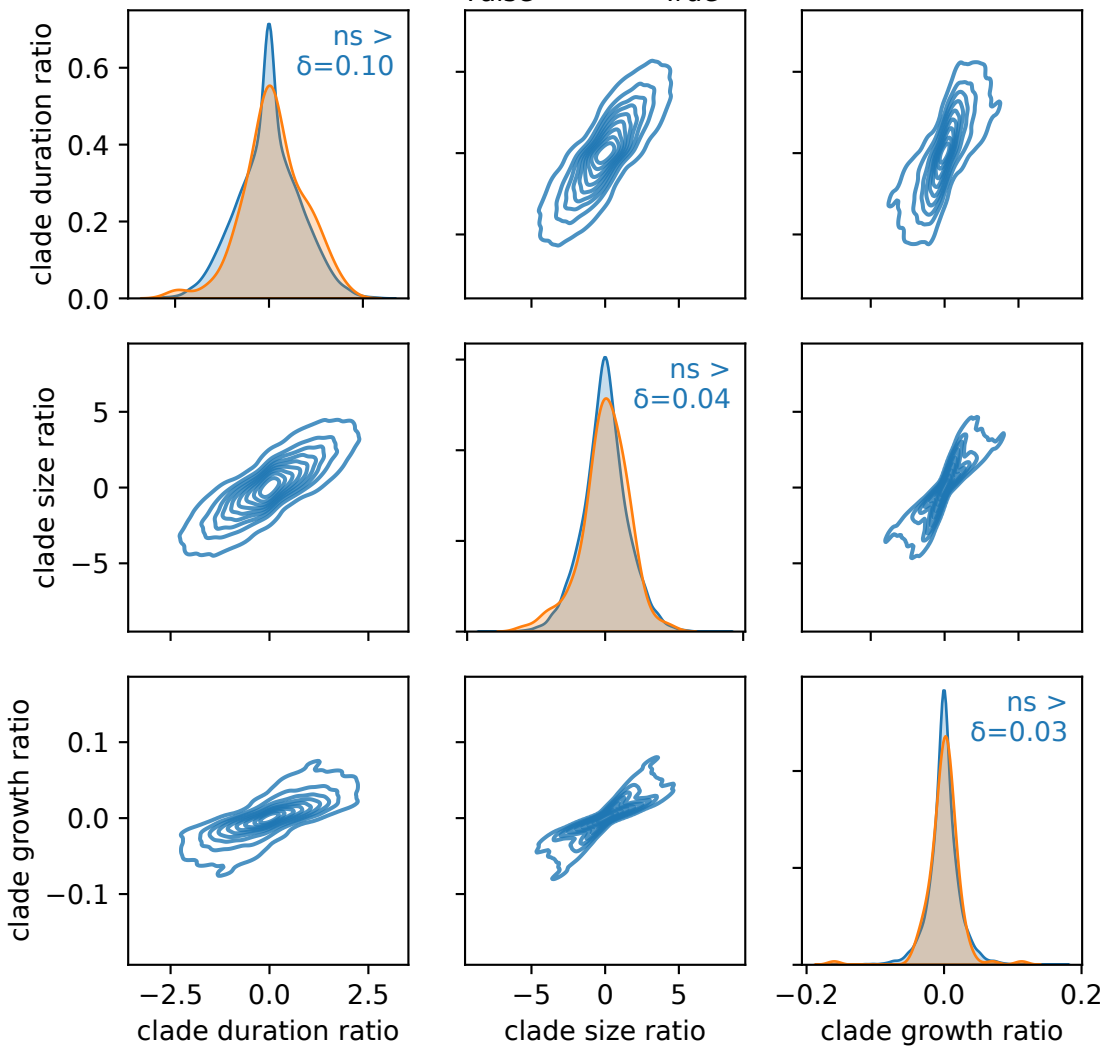 clade duration ratio
0.6
0.4
0.2
0.0
ns >
δ=0.10
clade size ratio
5
0
−5
ns >
δ=0.04
clade growth ratio
0.1
0.0
−0.1
ns >
δ=0.03
−2.5 0.0 2.5
−5 0 5
−0.2 0.0 0.2
clade duration ratio
clade size ratio
clade growth ratio